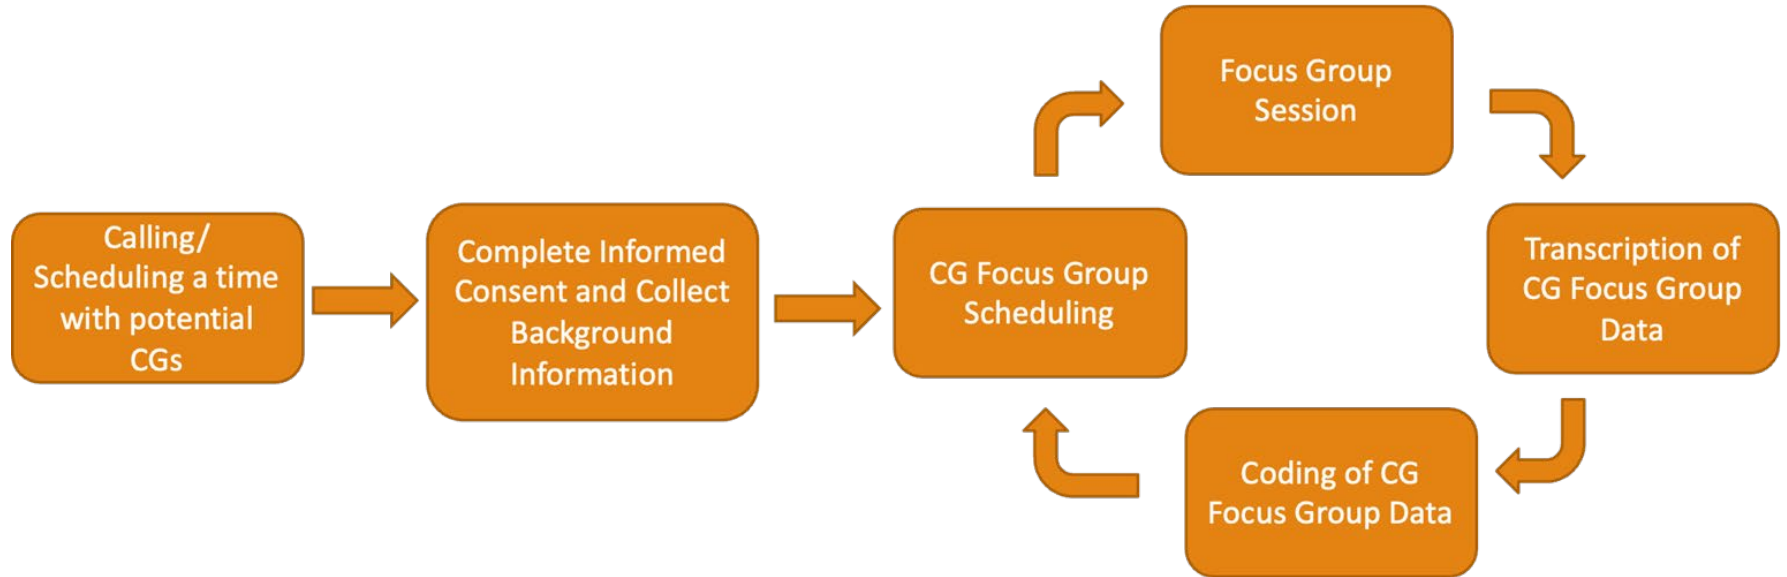 Calling/
Scheduling a time
with potential
CGs
Complete Informed
Consent and Collect
Background
Information
CG Focus Group
Scheduling
Focus Group
Session
Transcription of
CG Focus Group
Data
Coding of CG
Focus Group Data